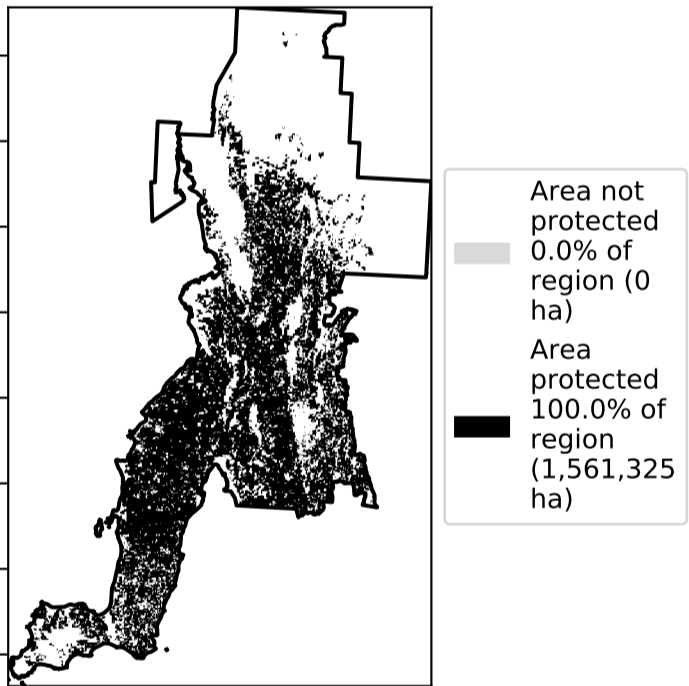 Area not
protected
0.0% of
region (0
ha)
Area
protected
100.0% of
region
(1,561,325
ha)